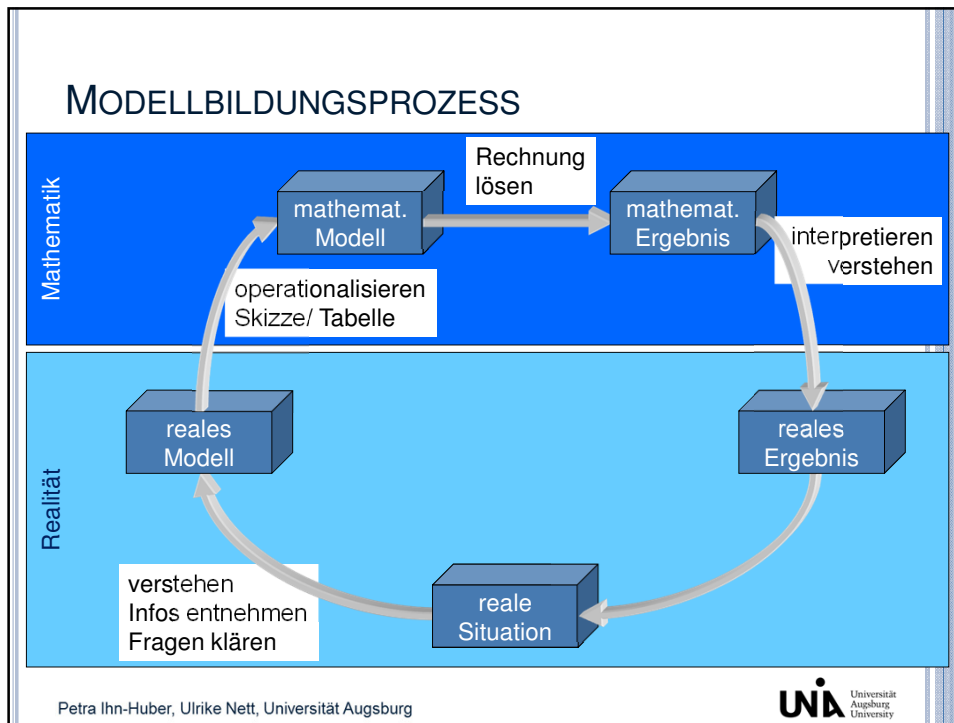 MODELLBILDUNGSPROZESS
Mathematik
Rechnung
lösen
mathemat.
Modell
mathemat.
Ergebnis
interpretieren
verstehen
operationalisieren
Skizze/ Tabelle
Realität
reales
Modell
reales
Ergebnis
verstehen
Infos entnehmen
Fragen klären
reale
Situation
Petra Ihn-Huber, Ulrike Nett, Universität Augsburg
UNIA
Universität
Augsburg
University